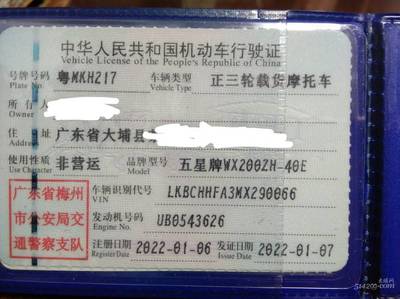 中华人民共和国机动车行驶证
Vehicle License of the People's Republic of China
号牌号码 Plate No. 粤MKH217 车辆类型 Vehicle Type 正三轮载货摩托车
所有人 Owner
住址 广东省大埔县
使用性质 Use Character 非营运 品牌型号 Model 五星牌WX200ZH-40E
广东省梅州市公安局交通警察支队
车辆识别代号 VIN LKBCHHFA3MX290066
发动机号码 Engine No. UB0543626
注册日期 Register Date 2022-01-06 发证日期 Issue Date 2022-01-07